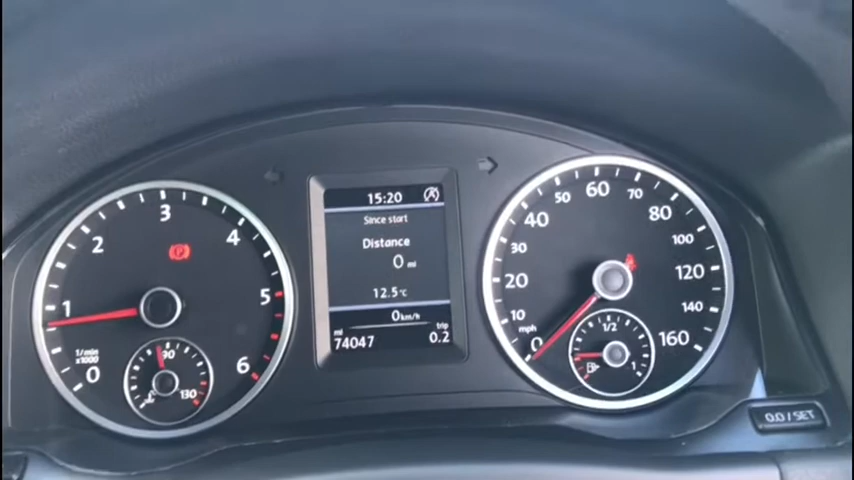 15:20
Since start
Distance
0 mi
12.5°C
0km/h
mi
trip
74047
0.2
0
1
2
3
4
5
6
1/min
x1000
90
130
(P)
0
10
20
30
40
50
60
70
80
100
120
140
160
mph
1/2
1
0.0 / SET